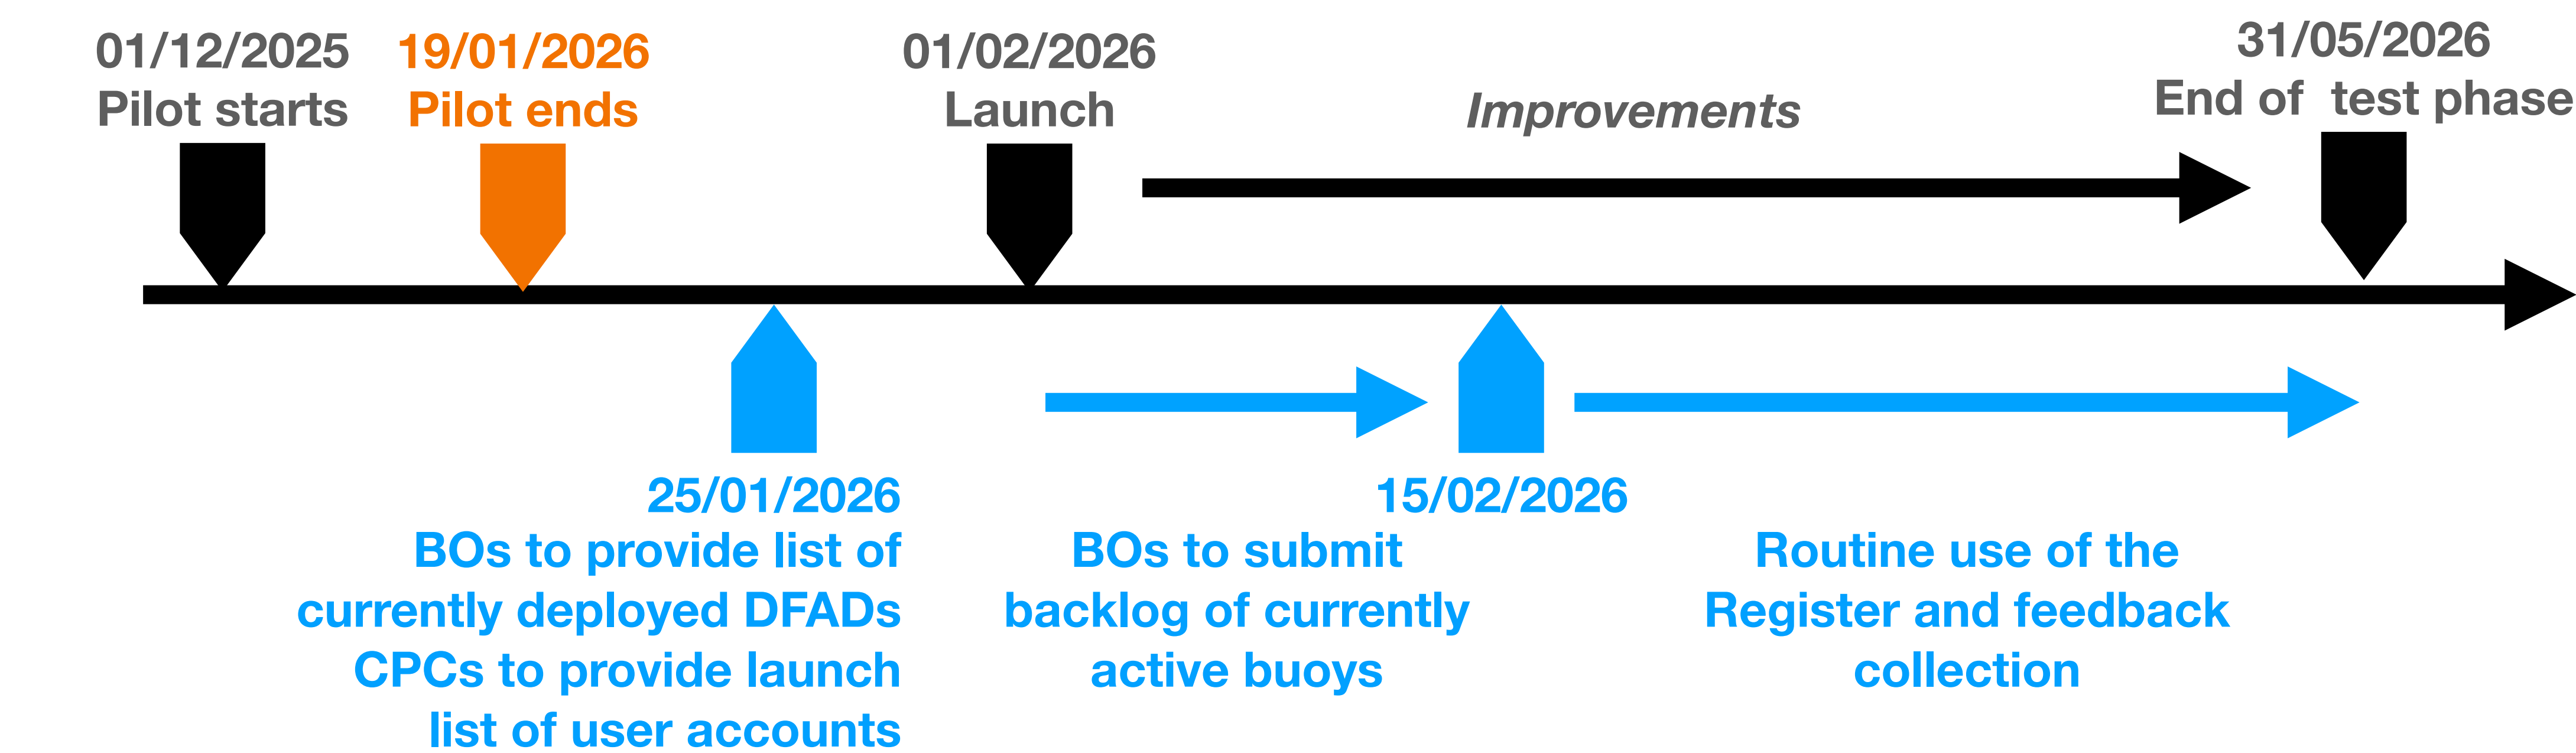 01/12/2025
Pilot starts
19/01/2026
Pilot ends
01/02/2026
Launch
Improvements
31/05/2026
End of  test phase
25/01/2026
BOs to provide list of
currently deployed DFADs
CPCs to provide launch
list of user accounts
BOs to submit
backlog of currently
active buoys
15/02/2026
Routine use of the
Register and feedback
collection